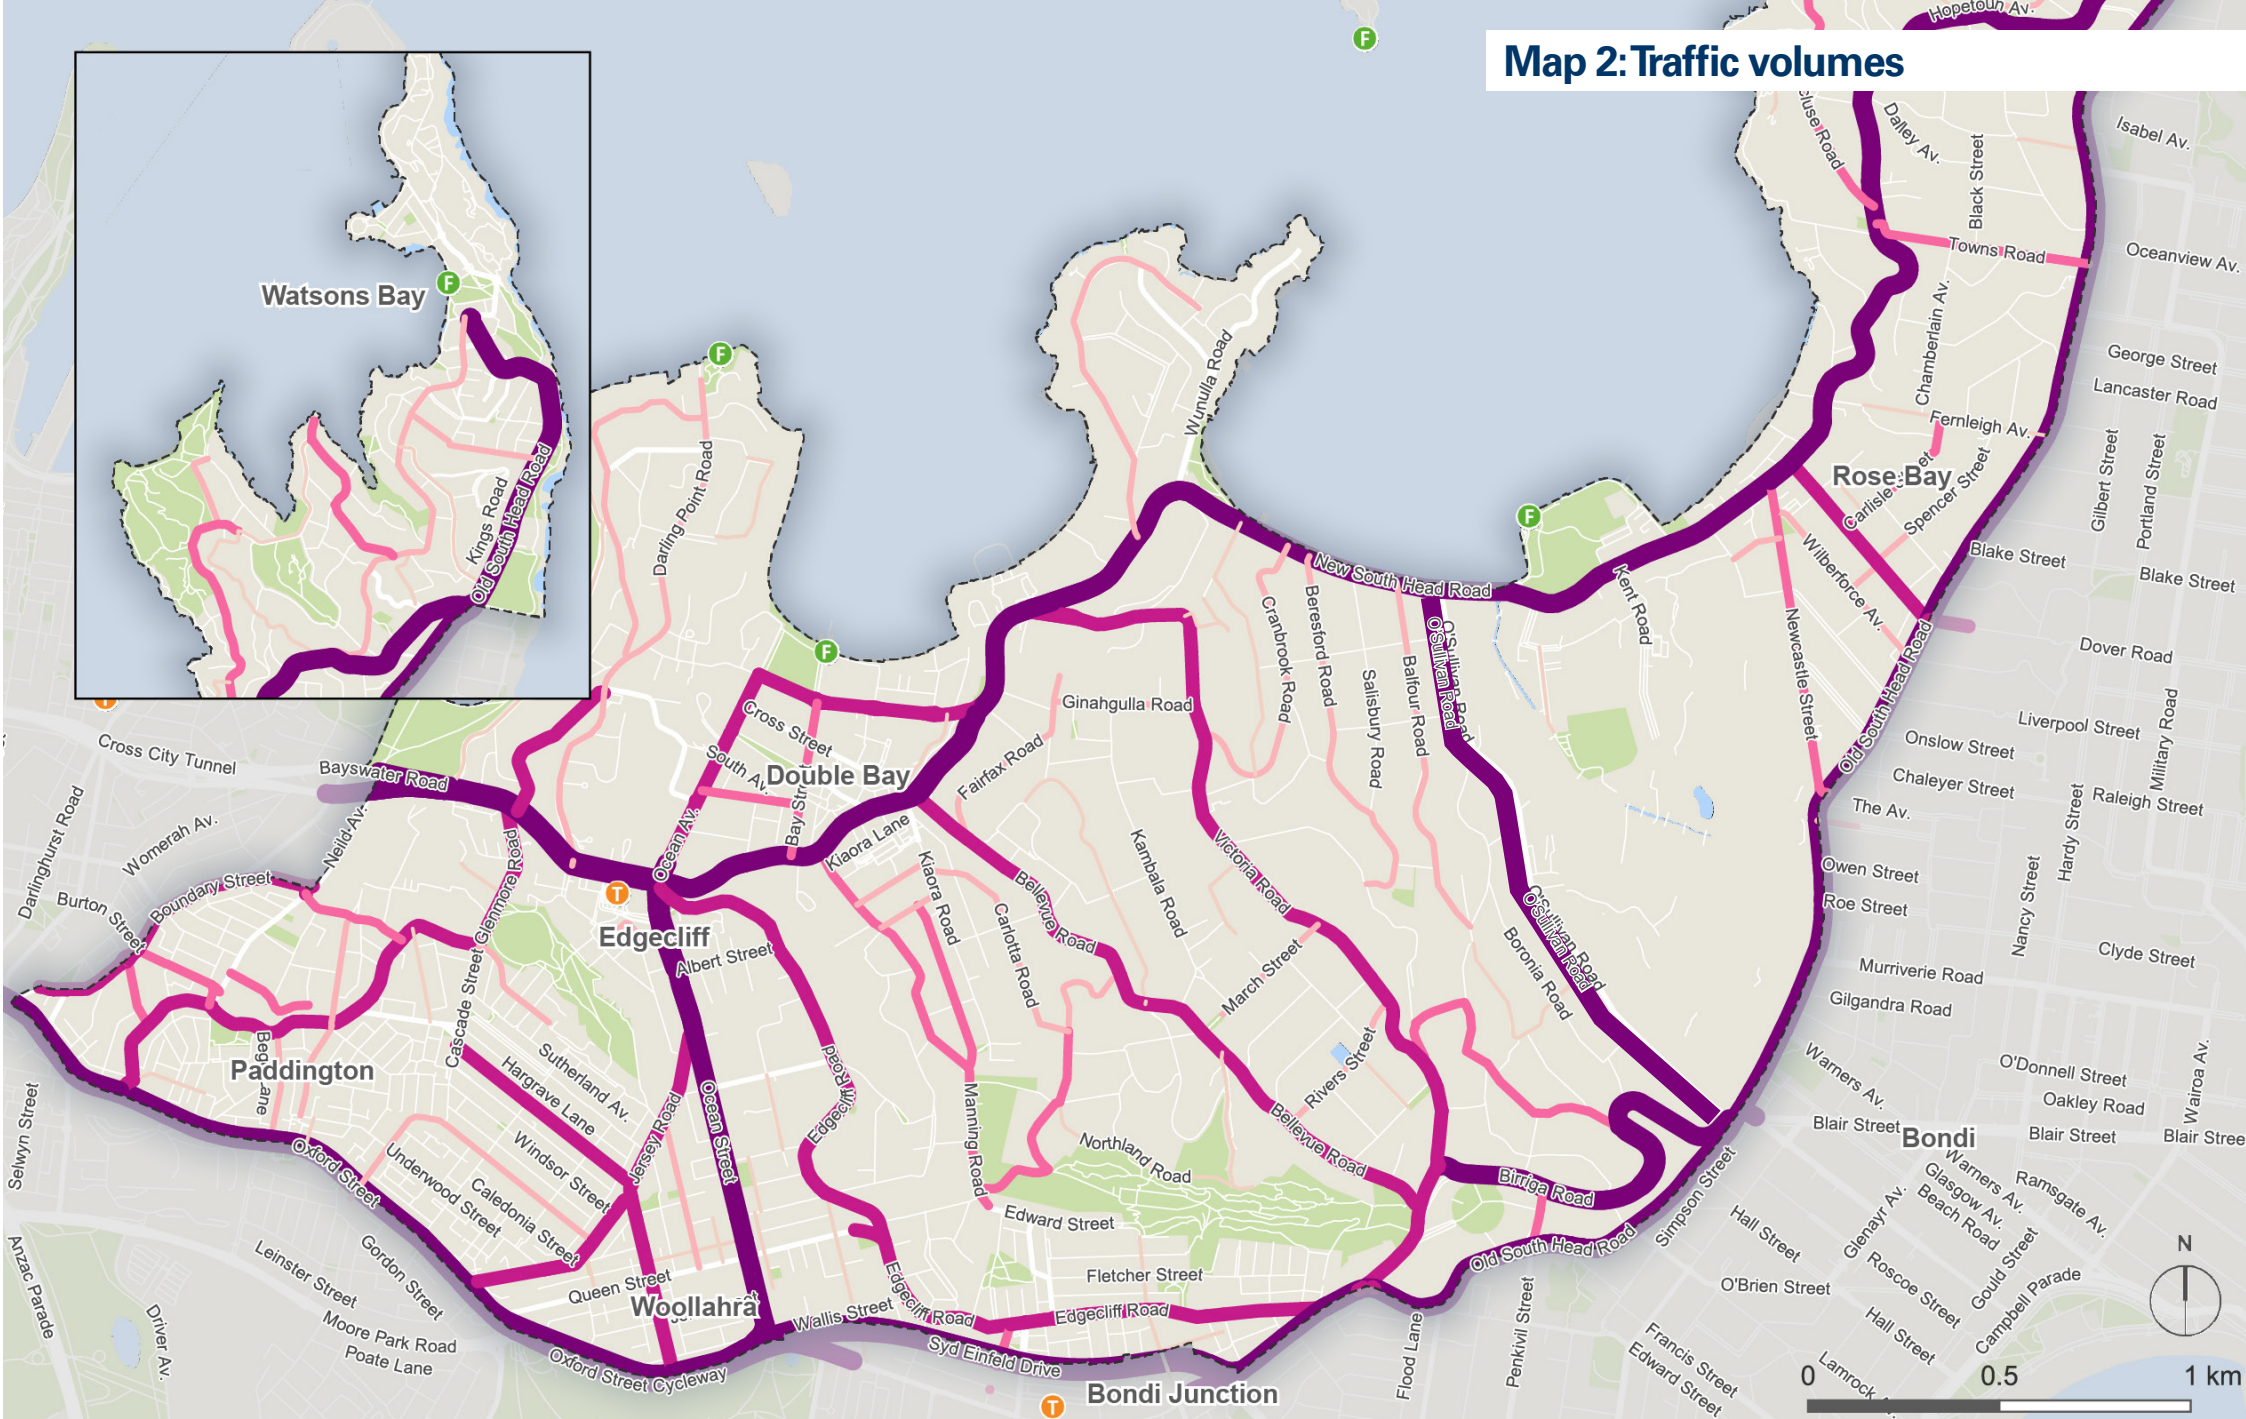 Map 2: Traffic volumes
Hopetoun Av.
Isabel Av.
Dalley Av.
Black Street
Towns Road
Oceanview Av.
Watsons Bay
F
F
F
F
F
Kings Road
Old South Head Road
Wunulla Road
Chamberlain Av.
George Street
Lancaster Road
Fernleigh Av.
Rose Bay
Spencer Street
Gilbert Street
Portland Street
Darling Point Road
New South Head Road
Kent Road
Wilberforce Av.
Blake Street
Blake Street
Cranbrook Road
Beresford Road
Salisbury Road
Balfour Road
O'Sullivan Road
O'Sullivan Road
Newcastle Street
Old South Head Road
Dover Road
Military Road
Liverpool Street
Onslow Street
Chaleyer Street
Raleigh Street
The Av.
Hardy Street
T
Cross City Tunnel
Bayswater Road
Darlinghurst Road
Womerah Av.
Neild Av.
Burton Street
Boundary Street
Glenmore Road
Cross Street
South Av.
Double Bay
Bay Street
Ocean Av.
Fairfax Road
Ginahgulla Road
Kiaora Lane
Kiaora Road
Bellevue Road
Kambala Road
Victoria Road
March Street
Carlotta Road
Boronia Road
O'Sullivan Road
O'Sullivan Road
Owen Street
Roe Street
Nancy Street
Clyde Street
Murriverie Road
Gilgandra Road
T
Edgecliff
Albert Street
Cascade Street
Paddington
Sutherland Av.
Hargrave Lane
Windsor Street
Underwood Street
Caledonia Street
Jersey Road
Ocean Street
Edgecliff Road
Manning Road
Northland Road
Rivers Street
Bellevue Road
Birriga Road
Edward Street
Fletcher Street
Edgecliff Road
Edgecliff Road
Wallis Street
Syd Einfeld Drive
Queen Street
Woollahra
Oxford Street
Oxford Street Cycleway
Selwyn Street
Anzac Parade
Driver Av.
Leinster Street
Gordon Street
Moore Park Road
Poate Lane
T
Bondi Junction
Flood Lane
Penkivil Street
Old South Head Road
Simpson Street
Warners Av.
O'Donnell Street
Oakley Road
Wairoa Av.
Blair Street
Bondi
Blair Street
Blair Stree
Warners Av.
Glasgow Av.
Beach Road
Ramsgate Av.
Glenayr Av.
Gould Street
Hall Street
Roscoe Street
O'Brien Street
Campbell Parade
Hall Street
Francis Street
Edward Street
N
0
0.5
1 km